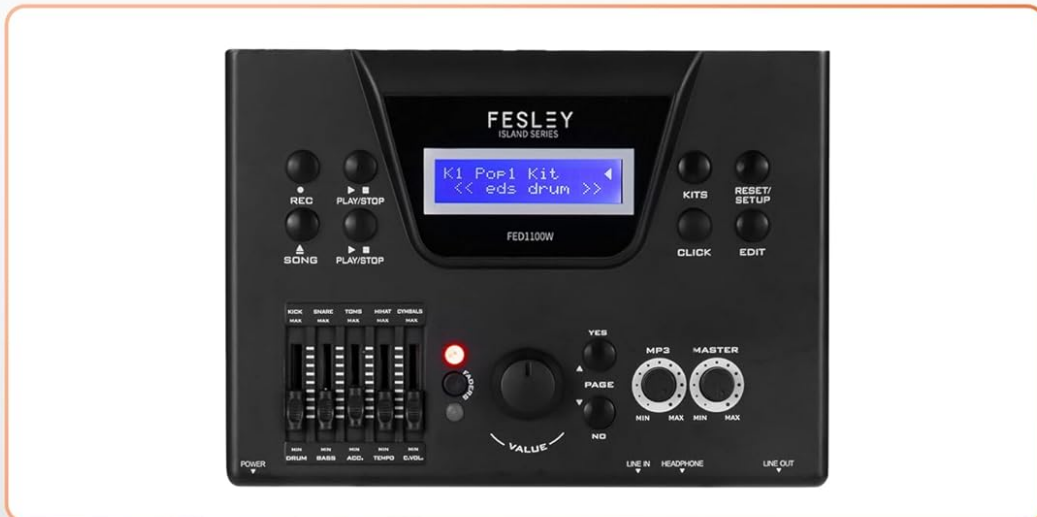 FESLEY
ISLAND SERIES
K1 Pop1 Kit
<< eds drum >>
FED1100W
REC
PLAY/STOP
SONG
PLAY/STOP
KITS
RESET/
SETUP
CLICK
EDIT
KICK SNARE TOMS HIHAT CYMBALS
MAX MAX MAX MAX MAX
MIN MIN MIN MIN MIN
DRUM BASS ACC. TEMPO C.VOL.
FADERS
VALUE
YES
PAGE
NO
MP3 MASTER
MIN MAX MIN MAX
POWER
LINE IN HEADPHONE LINE OUT